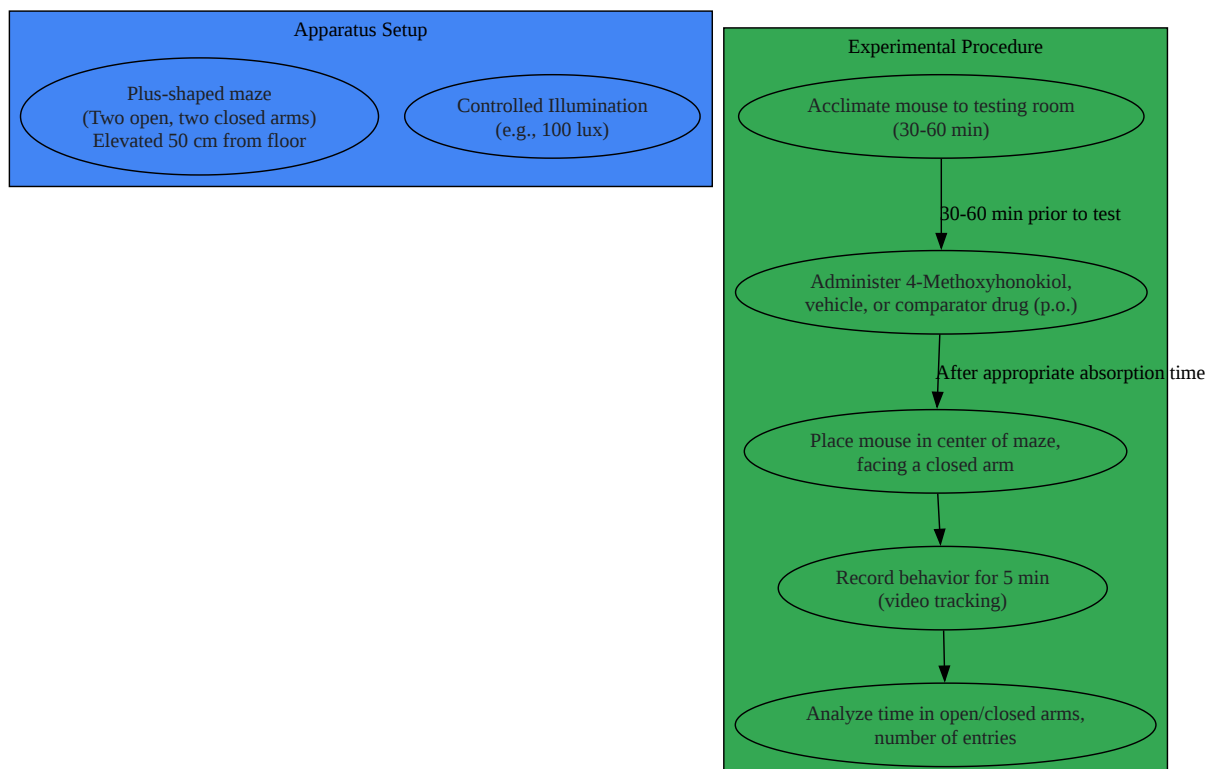 Apparatus Setup
Plus-shaped maze
(Two open, two closed arms)
Elevated 50 cm from floor
Controlled Illumination
(e.g., 100 lux)
Experimental Procedure
Acclimate mouse to testing room
(30-60 min)
30-60 min prior to test
Administer 4-Methoxyhonokiol,
vehicle, or comparator drug (p.o.)
After appropriate absorption time
Place mouse in center of maze,
facing a closed arm
Record behavior for 5 min
(video tracking)
Analyze time in open/closed arms,
number of entries